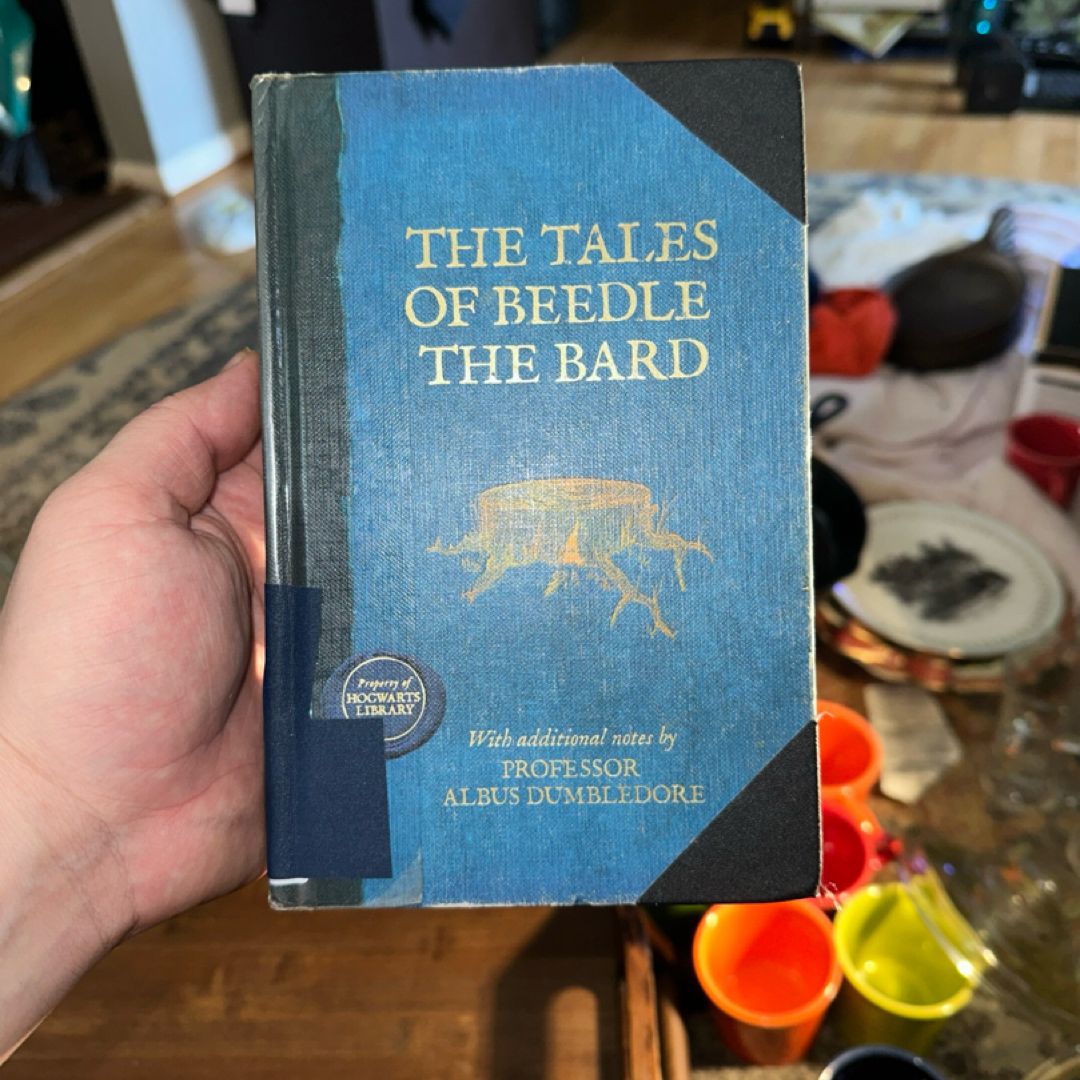 THE TALES
OF BEEDLE
THE BARD
Property of
HOGWARTS
LIBRARY
With additional notes by
PROFESSOR
ALBUS DUMBLEDORE